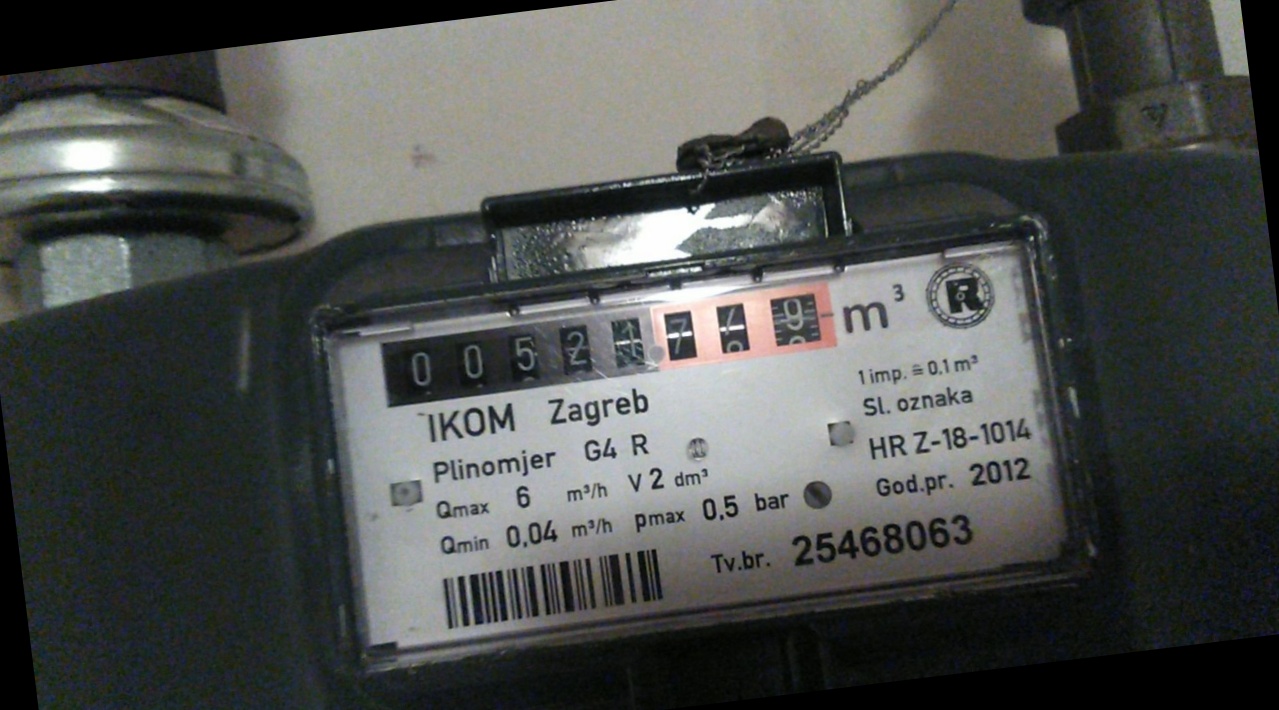 00521779 m³
R
IKOM Zagreb
Plinomjer G4 R
Qmax 6 m³/h V 2 dm³
Qmin 0,04 m³/h pmax 0,5 bar
1 imp. ≙ 0,1 m³
Sl. oznaka
HR Z-18-1014
God.pr. 2012
Tv.br. 25468063